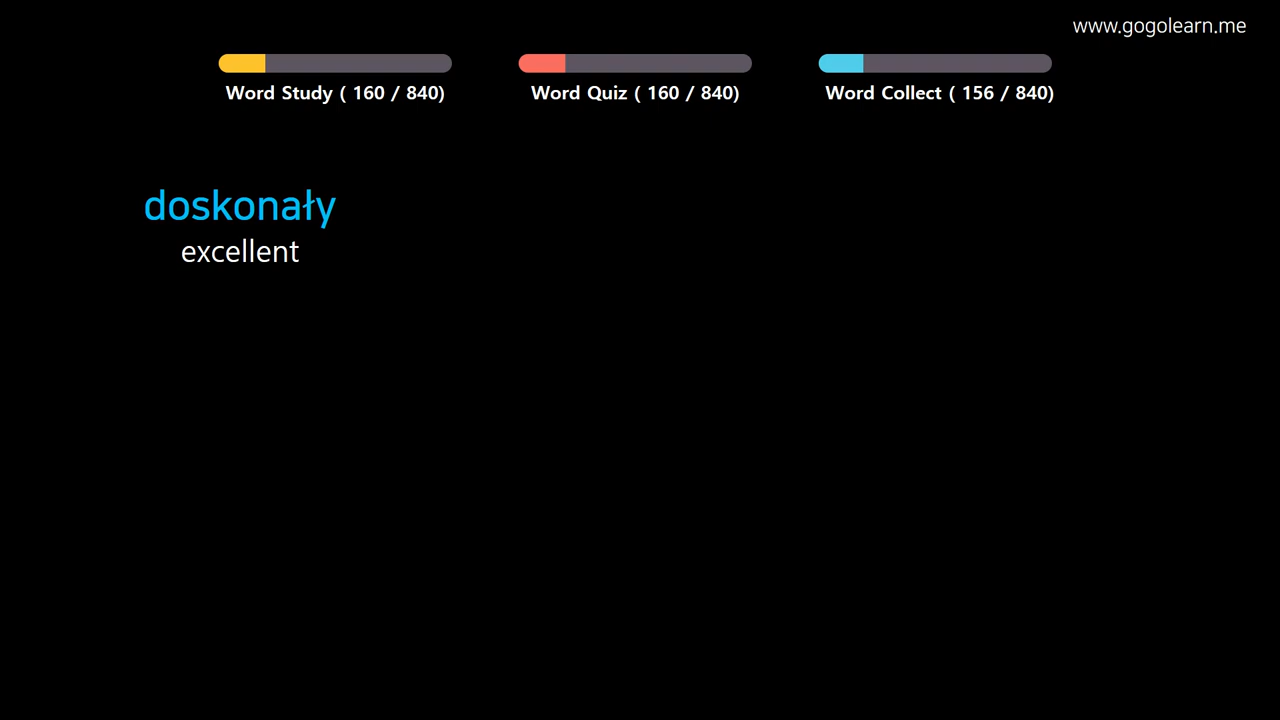 www.gogolearn.me
Word Study ( 160 / 840)
Word Quiz ( 160 / 840)
Word Collect ( 156 / 840)
doskonały
excellent